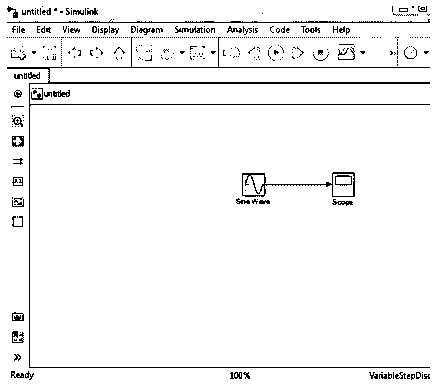 untitled * - Simulink
File Edit View Display Diagram Simulation Analysis Code Tools Help
untitled
untitled
Sine Wave
Scope
Ready 100% VariableStepDisc